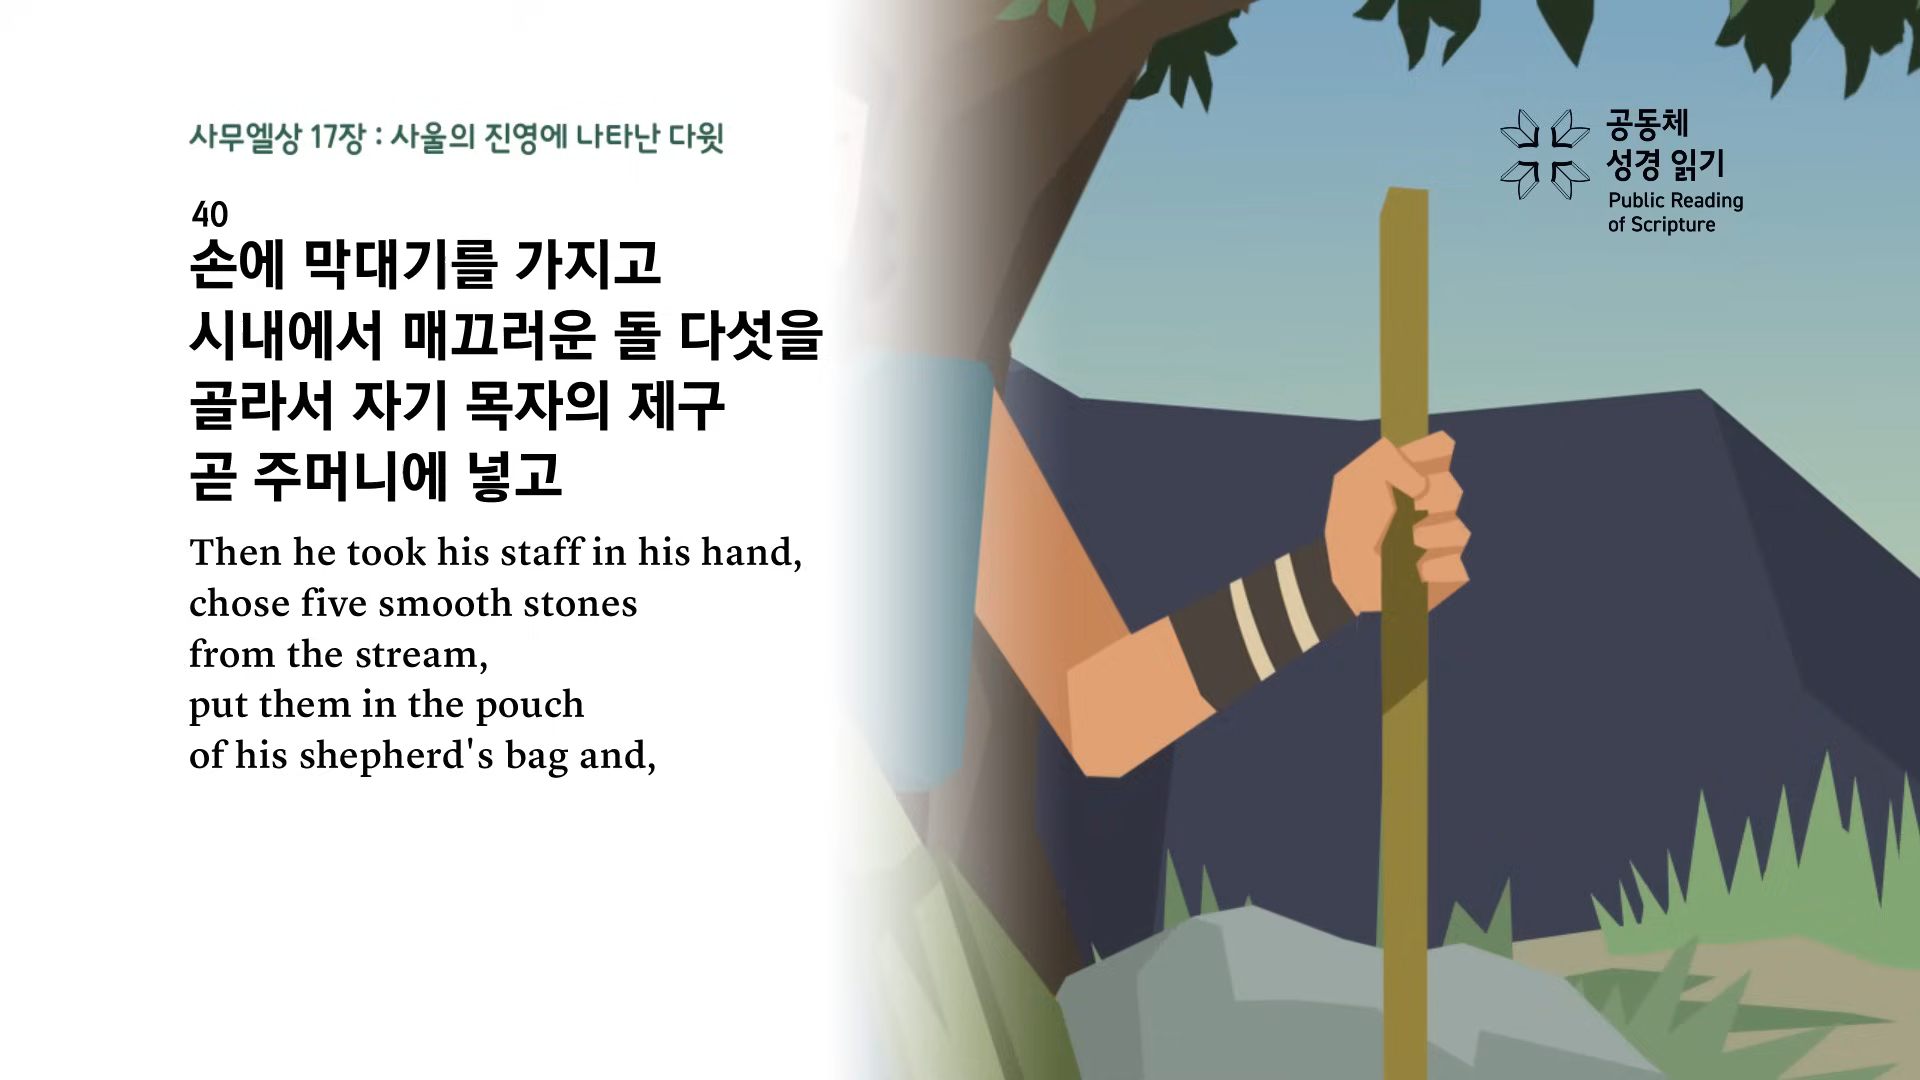 사무엘상 17장 : 사울의 진영에 나타난 다윗
40
손에 막대기를 가지고
시내에서 매끄러운 돌 다섯을
골라서 자기 목자의 제구
곧 주머니에 넣고
Then he took his staff in his hand,
chose five smooth stones
from the stream,
put them in the pouch
of his shepherd's bag and,
공동체
성경 읽기
Public Reading
of Scripture